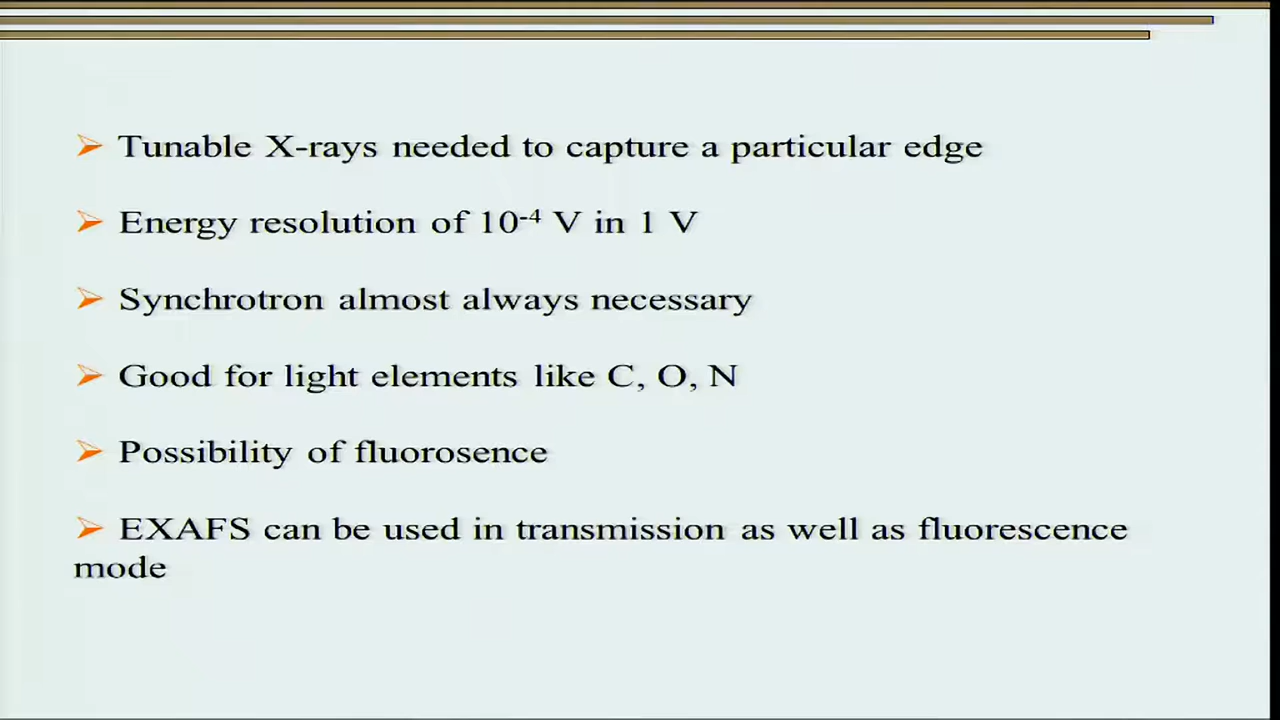 Tunable X-rays needed to capture a particular edge
Energy resolution of 10⁻⁴ V in 1 V
Synchrotron almost always necessary
Good for light elements like C, O, N
Possibility of fluorosence
EXAFS can be used in transmission as well as fluorescence
mode